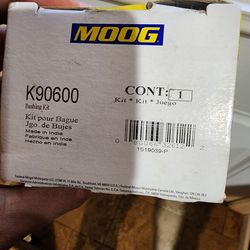 MOOG
K90600
Bushing Kit
CONT: 1
Kit * Kit * Juego
Kit pour Bague
Jgo. de Bujes
Made in India
Fabriqué en Inde
Hecho en India
1519039-P